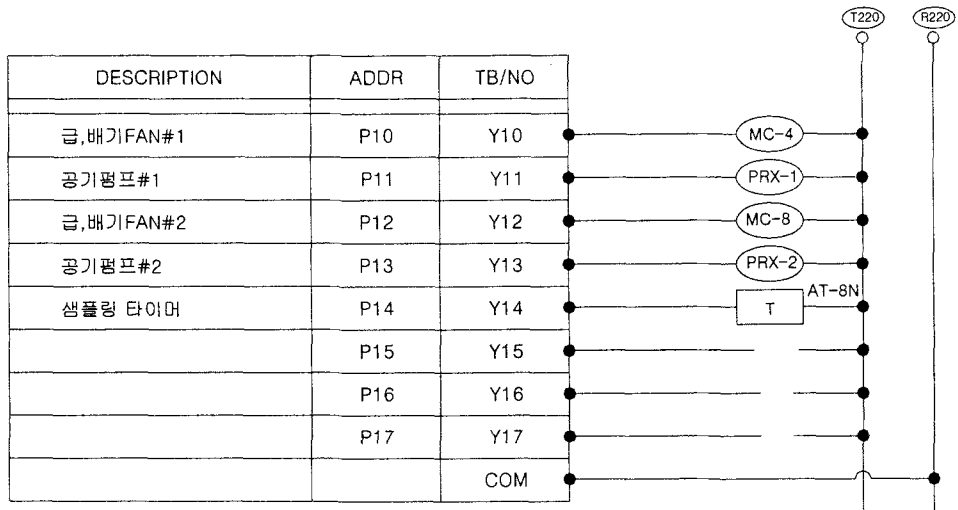 T220 R220
DESCRIPTION ADDR TB/NO
급,배기FAN#1 P10 Y10 MC-4
공기펌프#1 P11 Y11 PRX-1
급,배기FAN#2 P12 Y12 MC-8
공기펌프#2 P13 Y13 PRX-2
샘플링 타이머 P14 Y14 T AT-8N
P15 Y15
P16 Y16
P17 Y17
COM